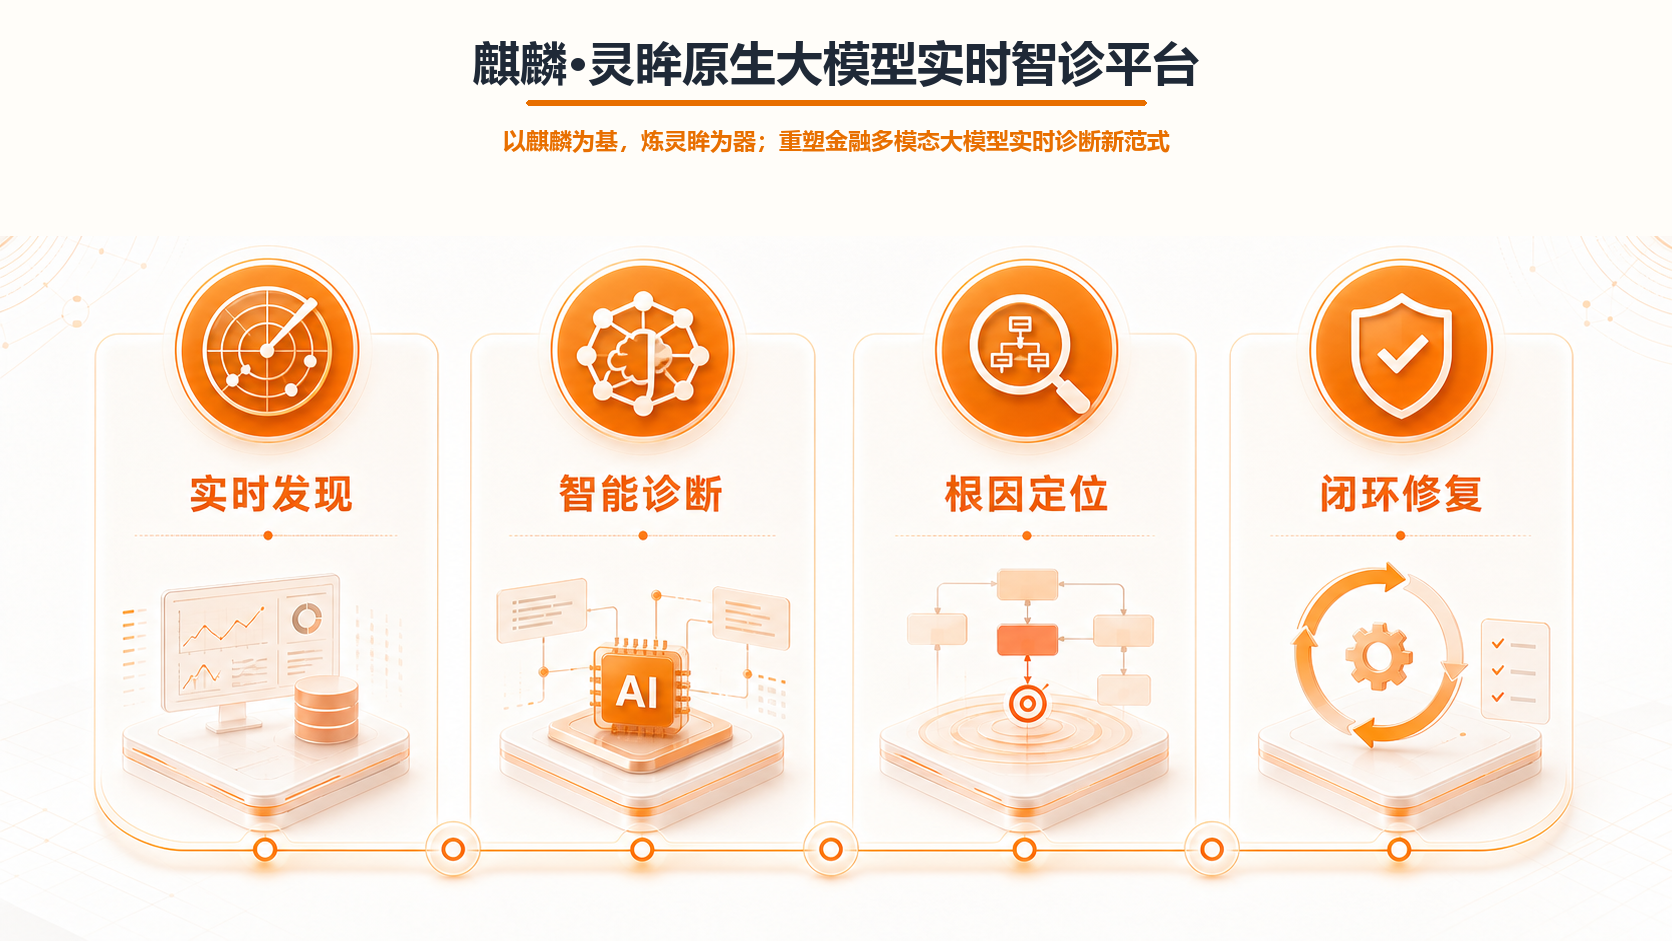 麒麟·灵眸原生大模型实时智诊平台
以麒麟为基，炼灵眸为器；重塑金融多模态大模型实时诊断新范式
实时发现
智能诊断
根因定位
闭环修复
AI